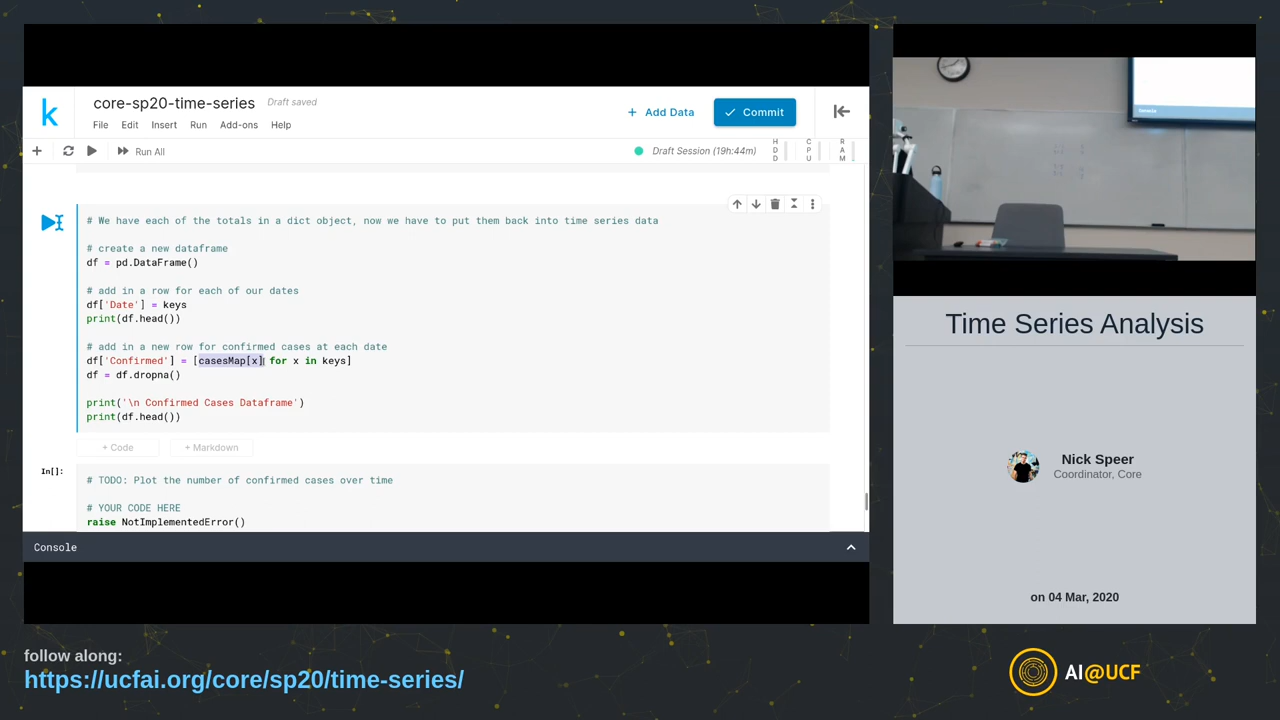 core-sp20-time-series
Draft saved
File Edit Insert Run Add-ons Help
+ Add Data
Commit
Run All
Draft Session (19h:44m)
HDD
CPU
RAM
# We have each of the totals in a dict object, now we have to put them back into time series data
# create a new dataframe
df = pd.DataFrame()
# add in a row for each of our dates
df['Date'] = keys
print(df.head())
# add in a new row for confirmed cases at each date
df['Confirmed'] = [casesMap[x] for x in keys]
df = df.dropna()
print('\n Confirmed Cases Dataframe')
print(df.head())
+ Code + Markdown
In[]:
# TODO: Plot the number of confirmed cases over time
# YOUR CODE HERE
raise NotImplementedError()
Console
Time Series Analysis
Nick Speer
Coordinator, Core
on 04 Mar, 2020
follow along:
https://ucfai.org/core/sp20/time-series/
AI@UCF